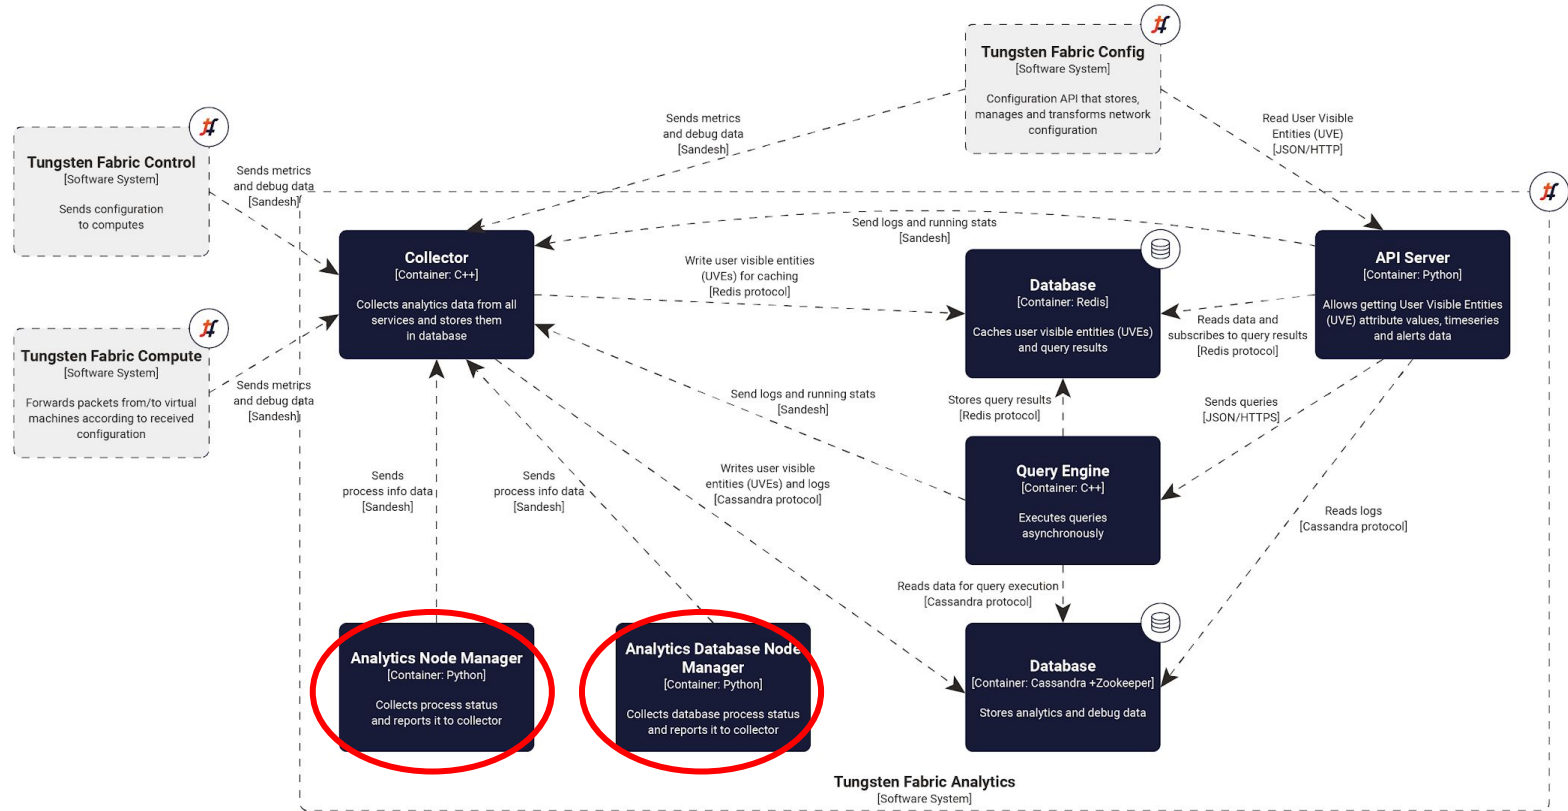 Tungsten Fabric Config
[Software System]
Configuration API that stores,
manages and transforms network
configuration
Sends metrics
and debug data
[Sandesh]
Read User Visible
Entities (UVE)
[JSON/HTTP]
Tungsten Fabric Control
[Software System]
Sends configuration
to computes
Sends metrics
and debug data
[Sandesh]
Send logs and running stats
[Sandesh]
Collector
[Container: C++]
Collects analytics data from all
services and stores them
in database
Write user visible entities
(UVEs) for caching
[Redis protocol]
Database
[Container: Redis]
Caches user visible entities (UVEs)
and query results
API Server
[Container: Python]
Allows getting User Visible Entities
(UVE) attribute values, timeseries
and alerts data
Reads data and
subscribes to query results
[Redis protocol]
Tungsten Fabric Compute
[Software System]
Forwards packets from/to virtual
machines according to received
configuration
Sends metrics
and debug data
[Sandesh]
Send logs and running stats
[Sandesh]
Stores query results
[Redis protocol]
Sends queries
[JSON/HTTPS]
Sends
process info data
[Sandesh]
Sends
process info data
[Sandesh]
Writes user visible
entities (UVEs) and logs
[Cassandra protocol]
Query Engine
[Container: C++]
Executes queries
asynchronously
Reads logs
[Cassandra protocol]
Reads data for query execution
[Cassandra protocol]
Analytics Node Manager
[Container: Python]
Collects process status
and reports it to collector
Analytics Database Node
Manager
[Container: Python]
Collects database process status
and reports it to collector
Database
[Container: Cassandra +Zookeeper]
Stores analytics and debug data
Tungsten Fabric Analytics
[Software System]